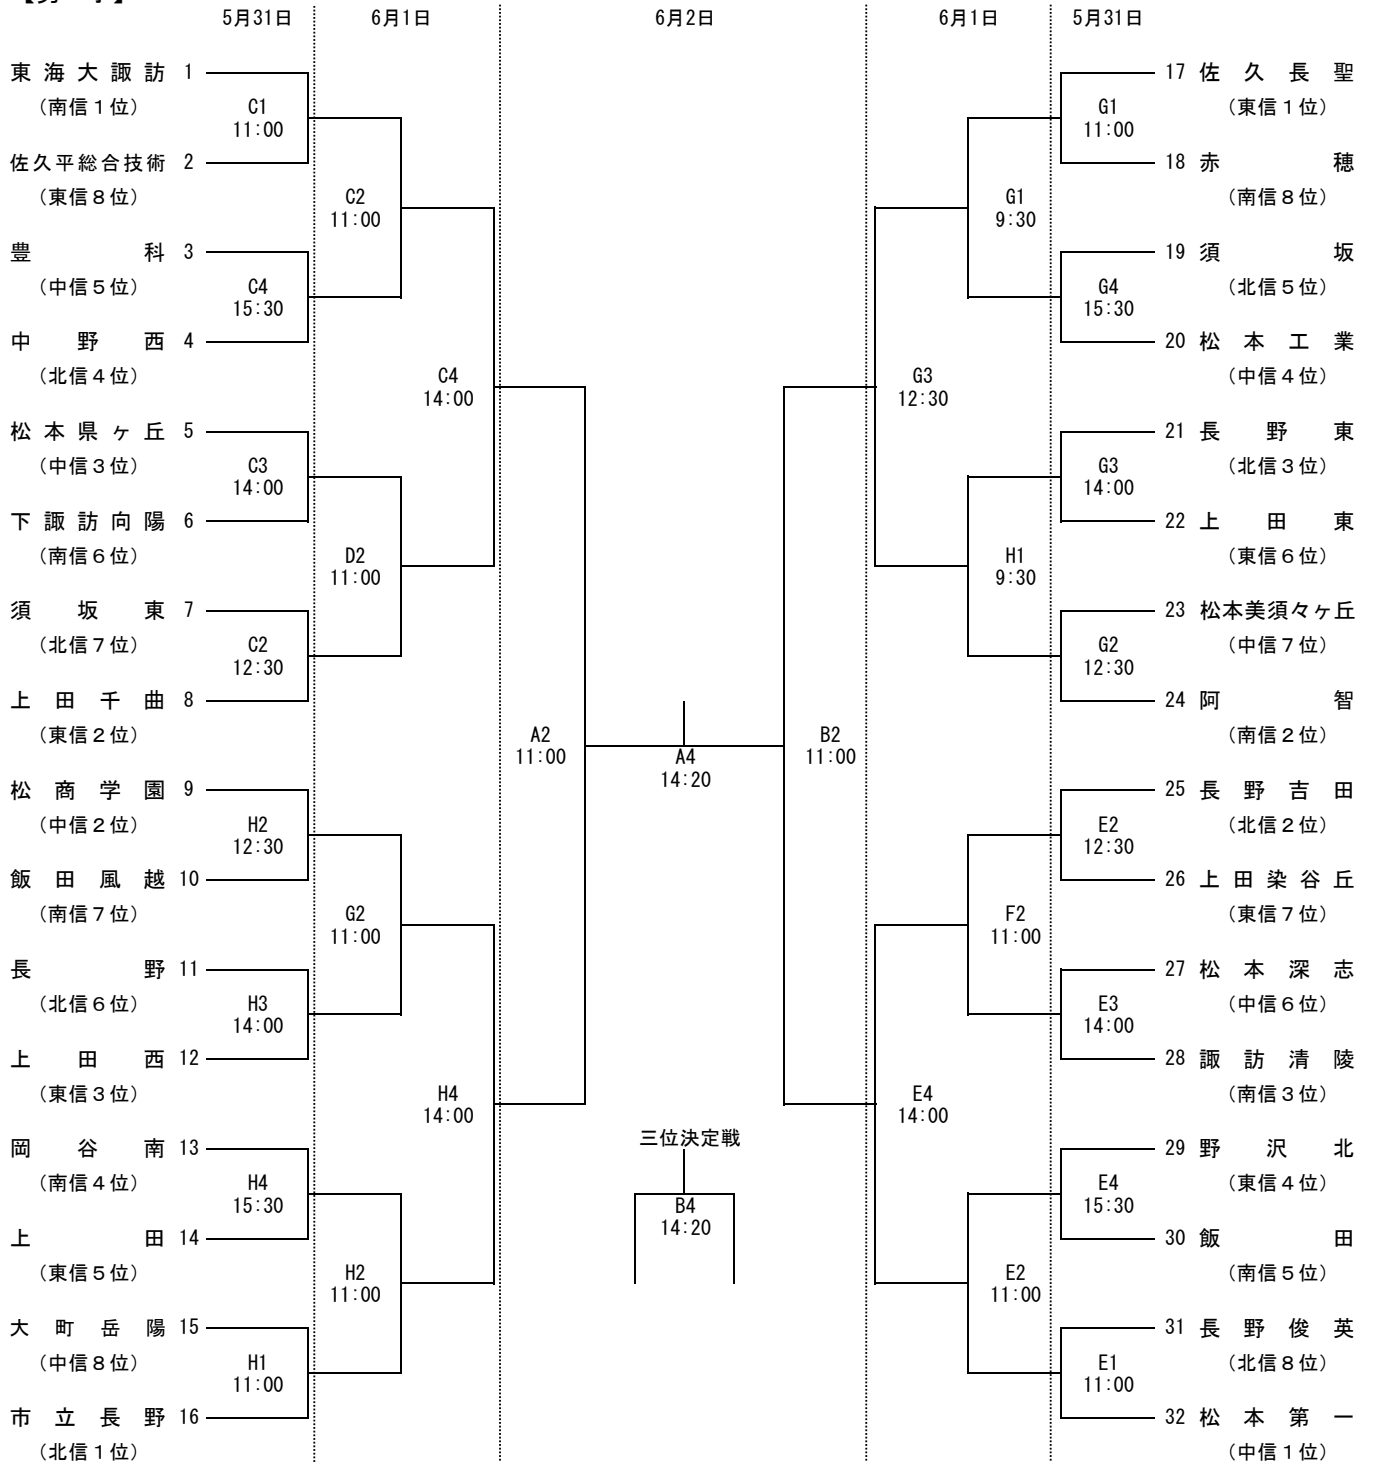 5月31日 6月1日 6月2日 6月1日 5月31日
東海大諏訪 1
(南信1位)
C1
11:00
佐久平総合技術 2
(東信8位)
C2
11:00
豊科 3
(中信5位)
C4
15:30
中野西 4
(北信4位)
C4
14:00
松本県ヶ丘 5
(中信3位)
C3
14:00
下諏訪向陽 6
(南信6位)
D2
11:00
須坂東 7
(北信7位)
C2
12:30
上田千曲 8
(東信2位)
A2
11:00
松商学園 9
(中信2位)
H2
12:30
飯田風越 10
(南信7位)
G2
11:00
長野 11
(北信6位)
H3
14:00
上田西 12
(東信3位)
H4
14:00
岡谷南 13
(南信4位)
H4
15:30
上田 14
(東信5位)
H2
11:00
大町岳陽 15
(中信8位)
H1
11:00
市立長野 16
(北信1位)
A4
14:20
三位決定戦
B4
14:20
17 佐久長聖
(東信1位)
G1
11:00
18 赤穂
(南信8位)
G1
9:30
19 須坂
(北信5位)
G4
15:30
20 松本工業
(中信4位)
G3
12:30
21 長野東
(北信3位)
G3
14:00
22 上田東
(東信6位)
H1
9:30
23 松本美須々ヶ丘
(中信7位)
G2
12:30
24 阿智
(南信2位)
B2
11:00
25 長野吉田
(北信2位)
E2
12:30
26 上田染谷丘
(東信7位)
F2
11:00
27 松本深志
(中信6位)
E3
14:00
28 諏訪清陵
(南信3位)
E4
14:00
29 野沢北
(東信4位)
E4
15:30
30 飯田
(南信5位)
E2
11:00
31 長野俊英
(北信8位)
E1
11:00
32 松本第一
(中信1位)